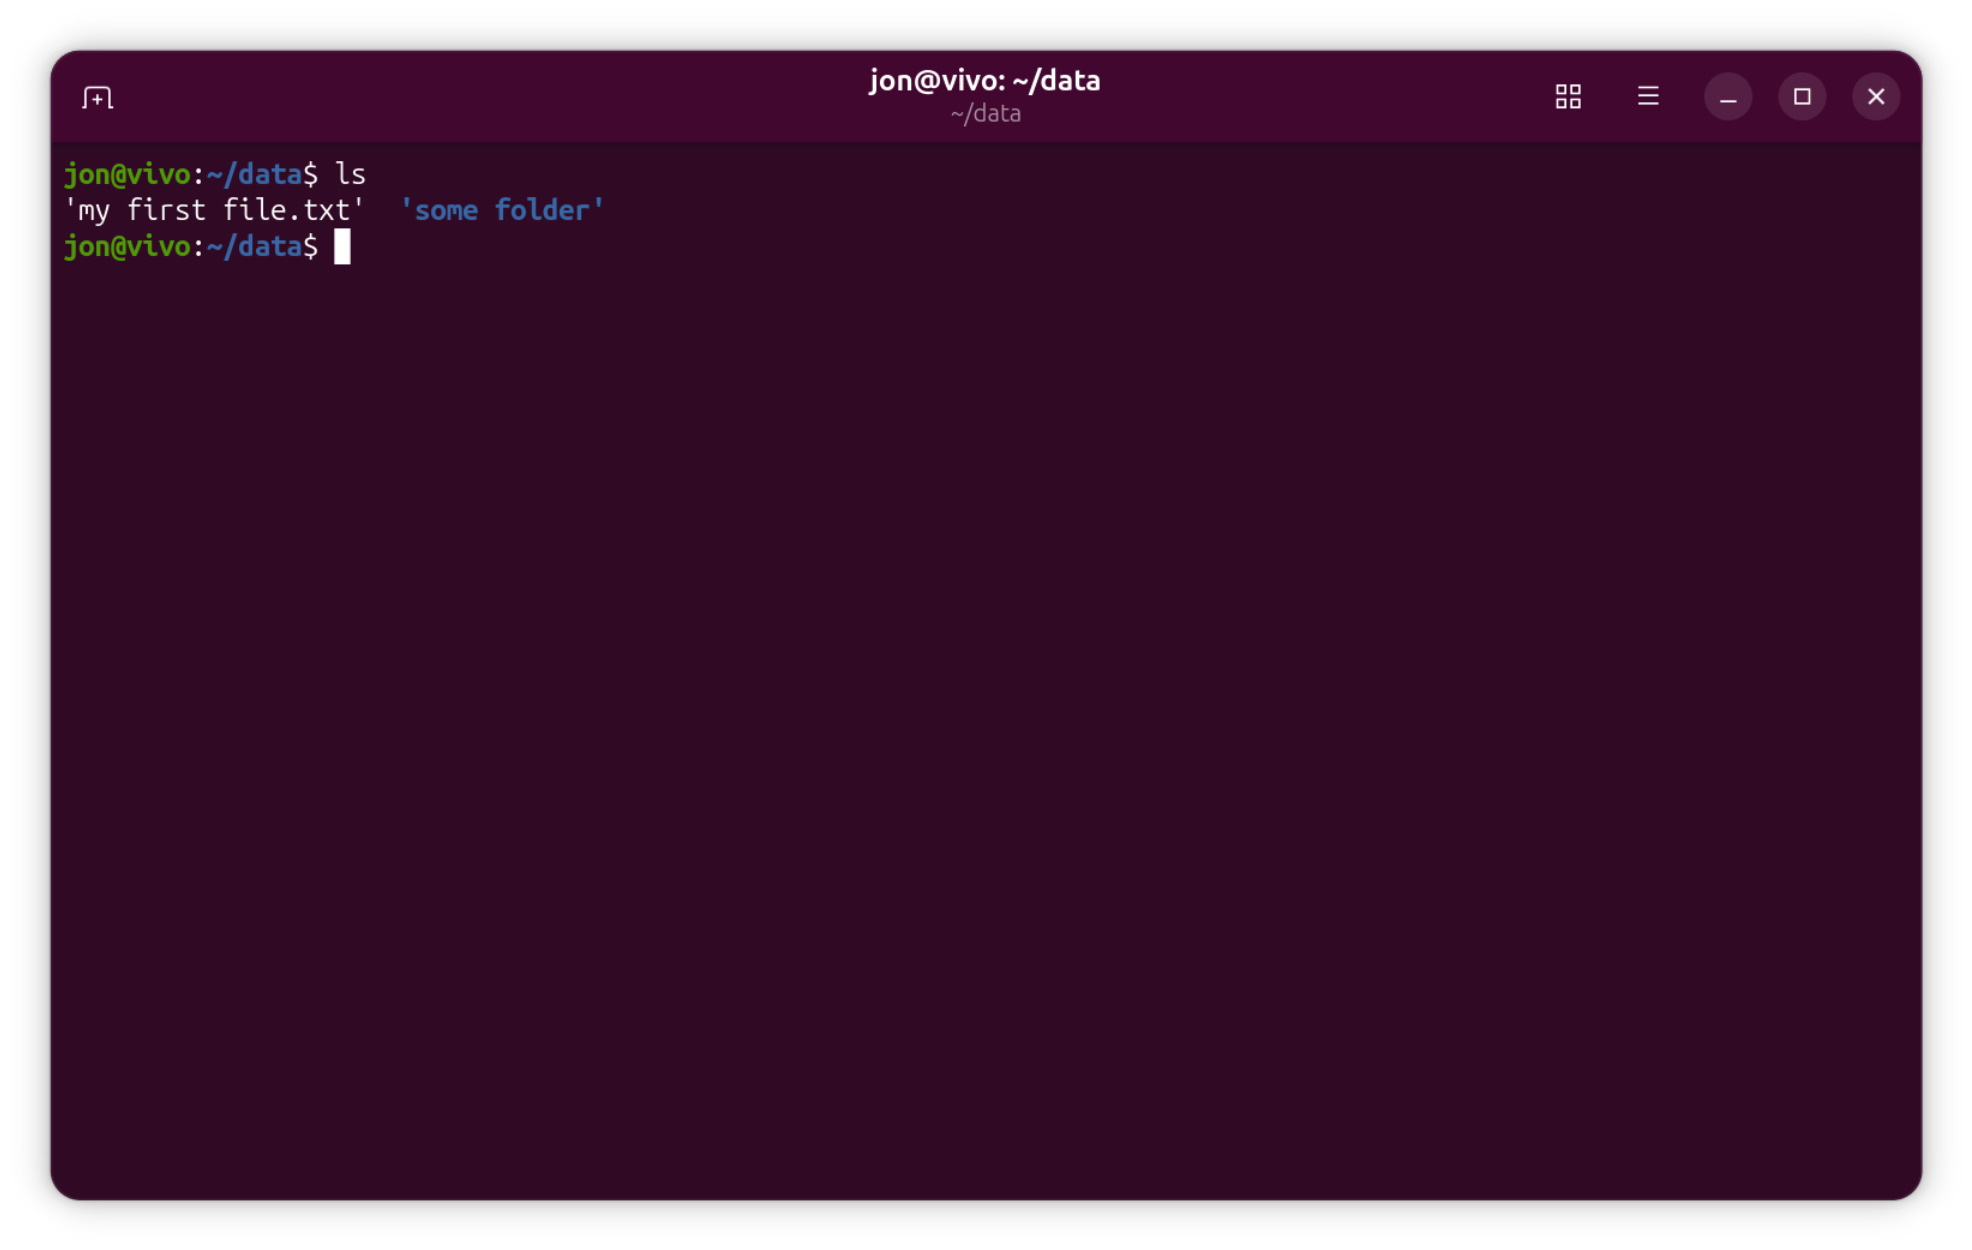 jon@vivo: ~/data
~/data
jon@vivo:~/data$ ls
'my first file.txt'  'some folder'
jon@vivo:~/data$